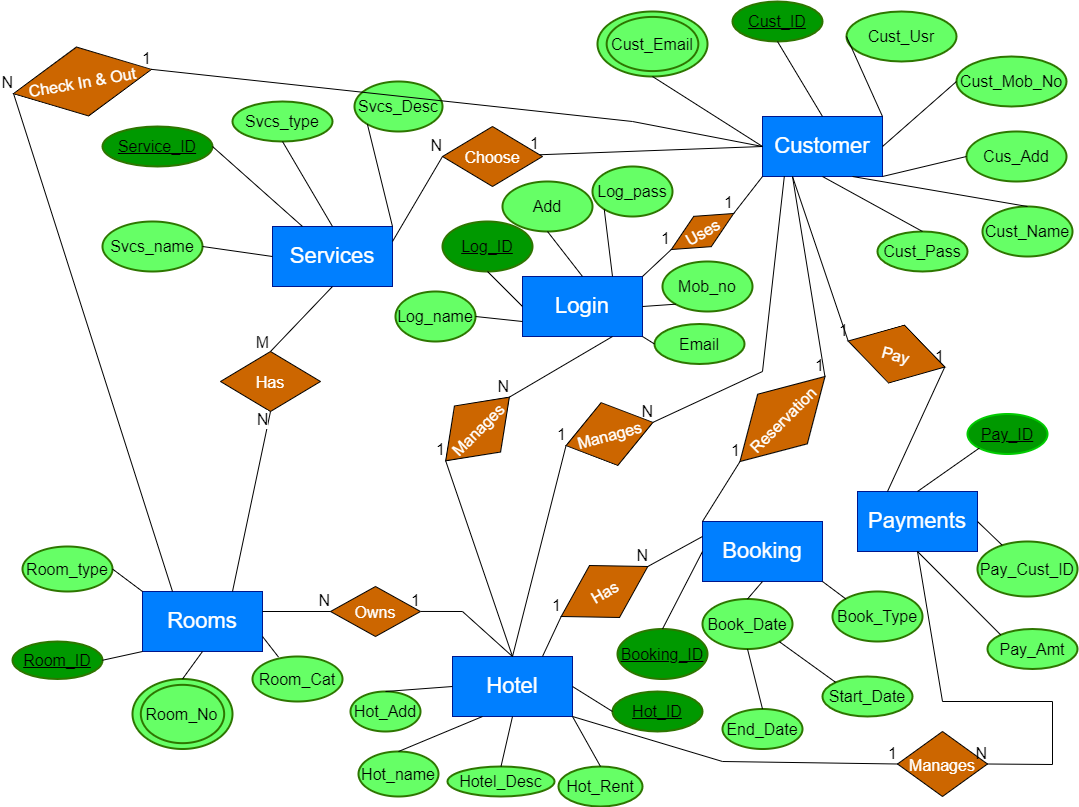 Cust_Email
Cust_ID
Cust_Usr
Cust_Mob_No
Cus_Add
Cust_Name
Cust_Pass
Customer
N
Check In & Out
1
Service_ID
Svcs_type
Svcs_Desc
Svcs_name
Services
N
Choose
1
Log_ID
Add
Log_pass
Log_name
Mob_no
Email
Login
1
Uses
1
M
Has
N
N
Manages
1
N
Manages
1
1
Reservation
1
1
Pay
1
Pay_ID
Payments
Pay_Cust_ID
Pay_Amt
Booking
Book_Date
Book_Type
Booking_ID
Start_Date
End_Date
N
Has
1
Room_type
Rooms
Room_ID
Room_No
Room_Cat
N
Owns
1
Hotel
Hot_Add
Hot_ID
Hot_name
Hotel_Desc
Hot_Rent
1
Manages
N